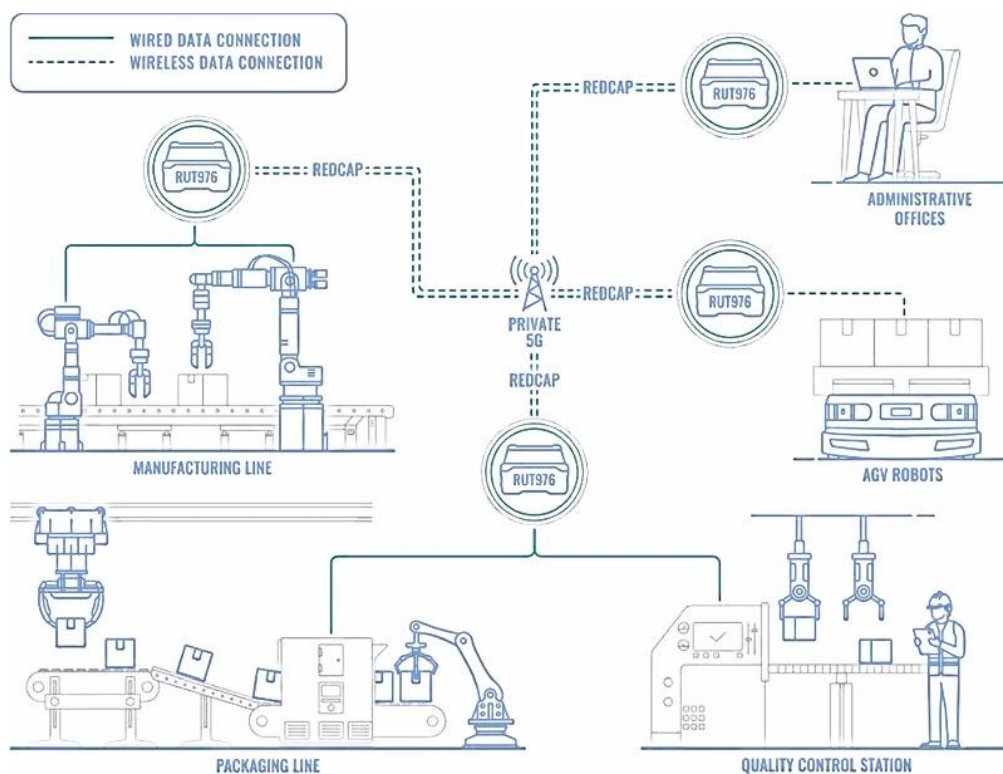 WIRED DATA CONNECTION
WIRELESS DATA CONNECTION
REDCAP
RUT976
ADMINISTRATIVE
OFFICES
RUT976
REDCAP
REDCAP
RUT976
PRIVATE
5G
REDCAP
MANUFACTURING LINE
RUT976
AGV ROBOTS
PACKAGING LINE
QUALITY CONTROL STATION